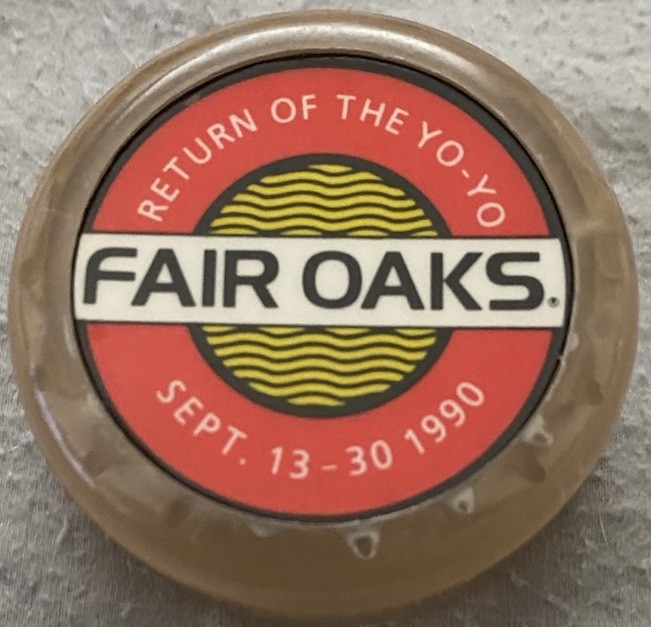 RETURN OF THE YO-YO
FAIR OAKS®
SEPT. 13-30 1990